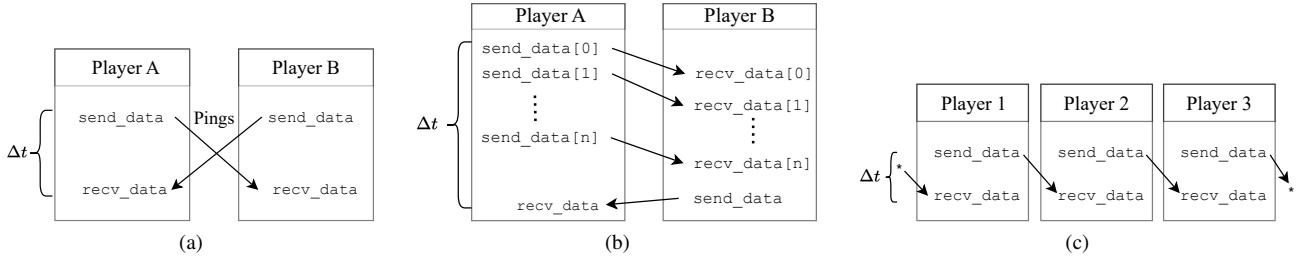 Player A
Player B
Pings
send_data
send_data
Δt
recv_data
recv_data
(a)
Player A
Player B
send_data[0]
recv_data[0]
send_data[1]
recv_data[1]
Δt
send_data[n]
recv_data[n]
send_data
recv_data
(b)
Player 1
Player 2
Player 3
send_data
send_data
send_data
Δt
*
*
recv_data
recv_data
recv_data
(c)